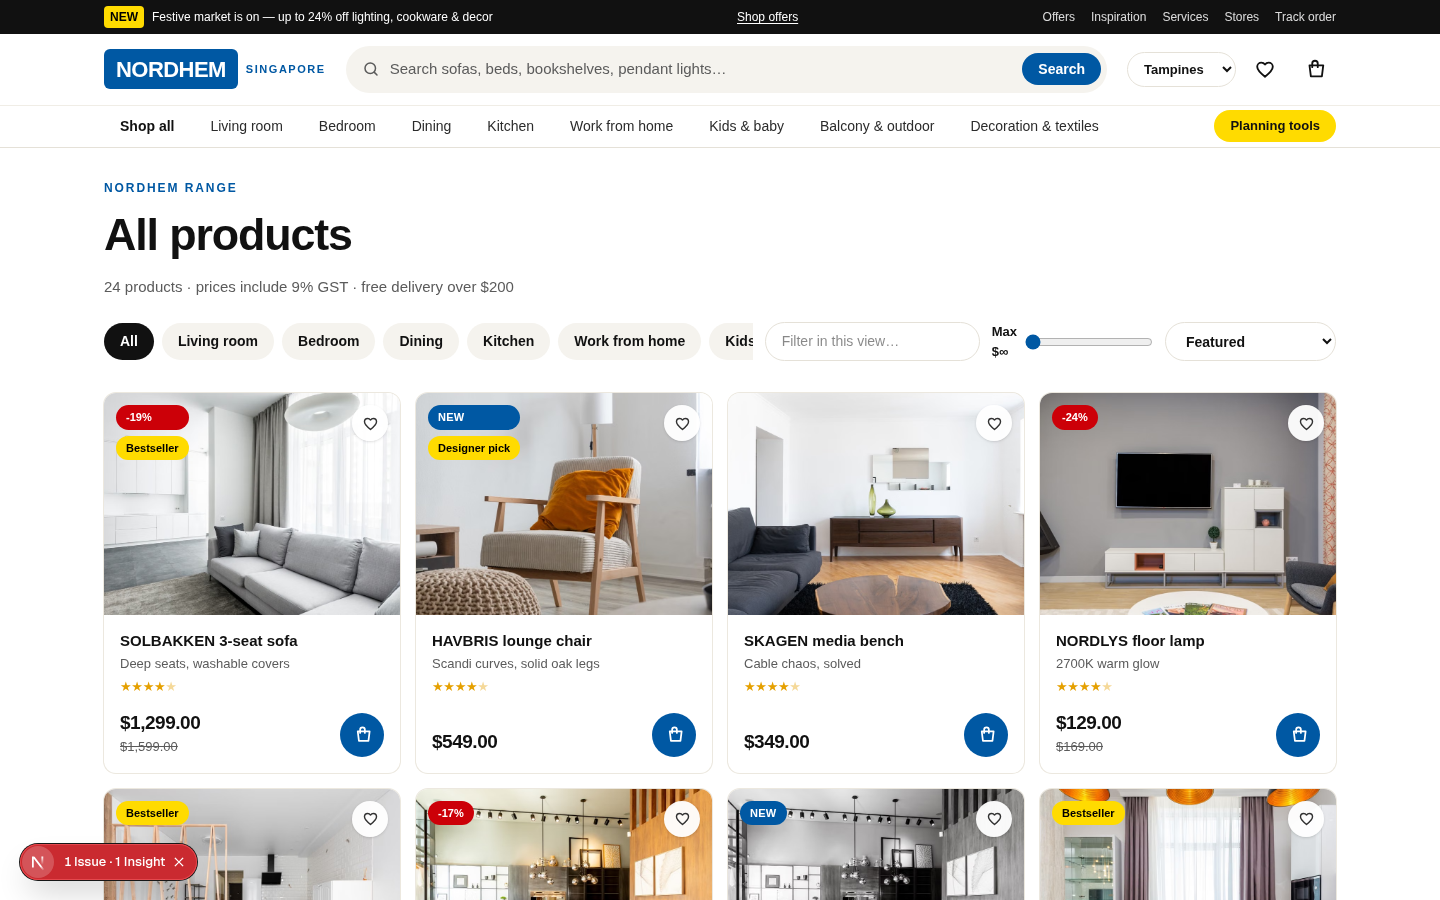 NEW Festive market is on — up to 24% off lighting, cookware & decor Shop offers Offers Inspiration Services Stores Track order
NORDHEM SINGAPORE Search sofas, beds, bookshelves, pendant lights… Search Tampines
Shop all Living room Bedroom Dining Kitchen Work from home Kids & baby Balcony & outdoor Decoration & textiles Planning tools
NORDHEM RANGE
All products
24 products · prices include 9% GST · free delivery over $200
All Living room Bedroom Dining Kitchen Work from home Kids Filter in this view… Max $∞ Featured
-19% NEW -24%
Bestseller Designer pick
SOLBAKKEN 3-seat sofa HAVBRIS lounge chair SKAGEN media bench NORDLYS floor lamp
Deep seats, washable covers Scandi curves, solid oak legs Cable chaos, solved 2700K warm glow
★★★★★ ★★★★★ ★★★★★ ★★★★★
$1,299.00 $549.00 $349.00 $129.00
$1,599.00 $169.00
Bestseller -17% NEW Bestseller
N 1 Issue · 1 Insight